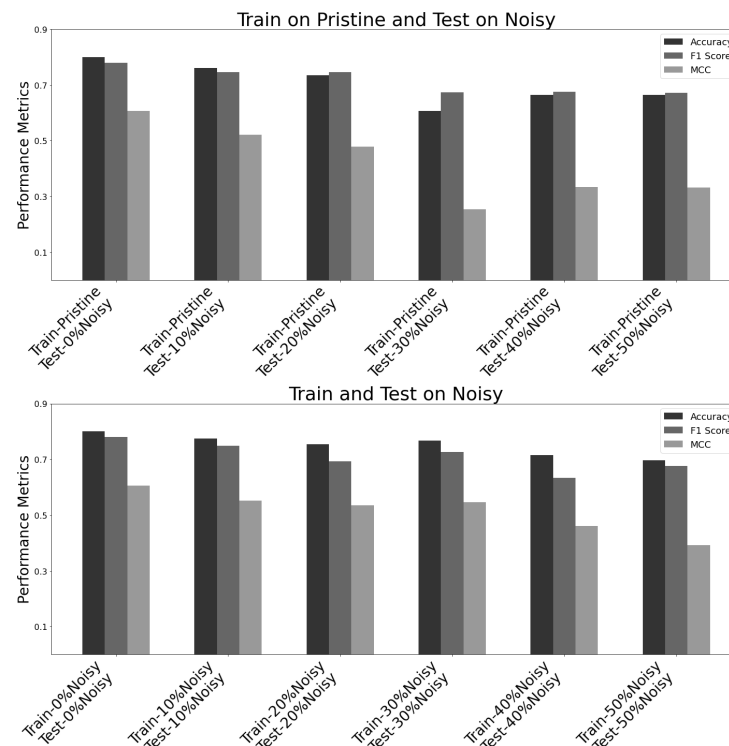 Train on Pristine and Test on Noisy
Performance Metrics
0.9
0.7
0.5
0.3
0.1
Accuracy
F1 Score
MCC
Train-Pristine
Test-0%Noisy
Train-Pristine
Test-10%Noisy
Train-Pristine
Test-20%Noisy
Train-Pristine
Test-30%Noisy
Train-Pristine
Test-40%Noisy
Train-Pristine
Test-50%Noisy
Train and Test on Noisy
Performance Metrics
0.9
0.7
0.5
0.3
0.1
Accuracy
F1 Score
MCC
Train-0%Noisy
Test-0%Noisy
Train-10%Noisy
Test-10%Noisy
Train-20%Noisy
Test-20%Noisy
Train-30%Noisy
Test-30%Noisy
Train-40%Noisy
Test-40%Noisy
Train-50%Noisy
Test-50%Noisy